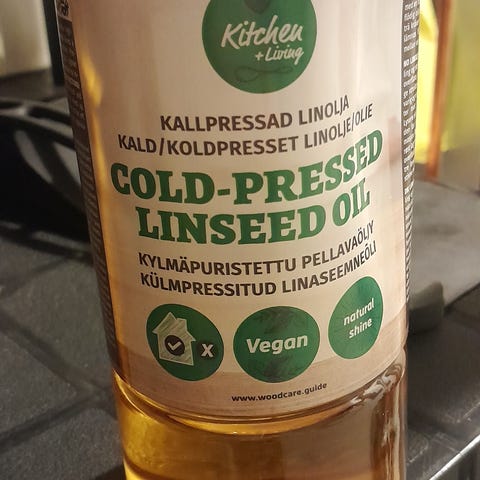 Kitchen
+ Living
KALLPRESSAD LINOLJA
KALD/KOLDPRESSET LINOLJE/OLIE
COLD-PRESSED
LINSEED OIL
KYLMÄPURISTETTU PELLAVAÖLJY
KÜLMPRESSITUD LINASEEMNEÕLI
X
Vegan
natural
shine
www.woodcare.guide